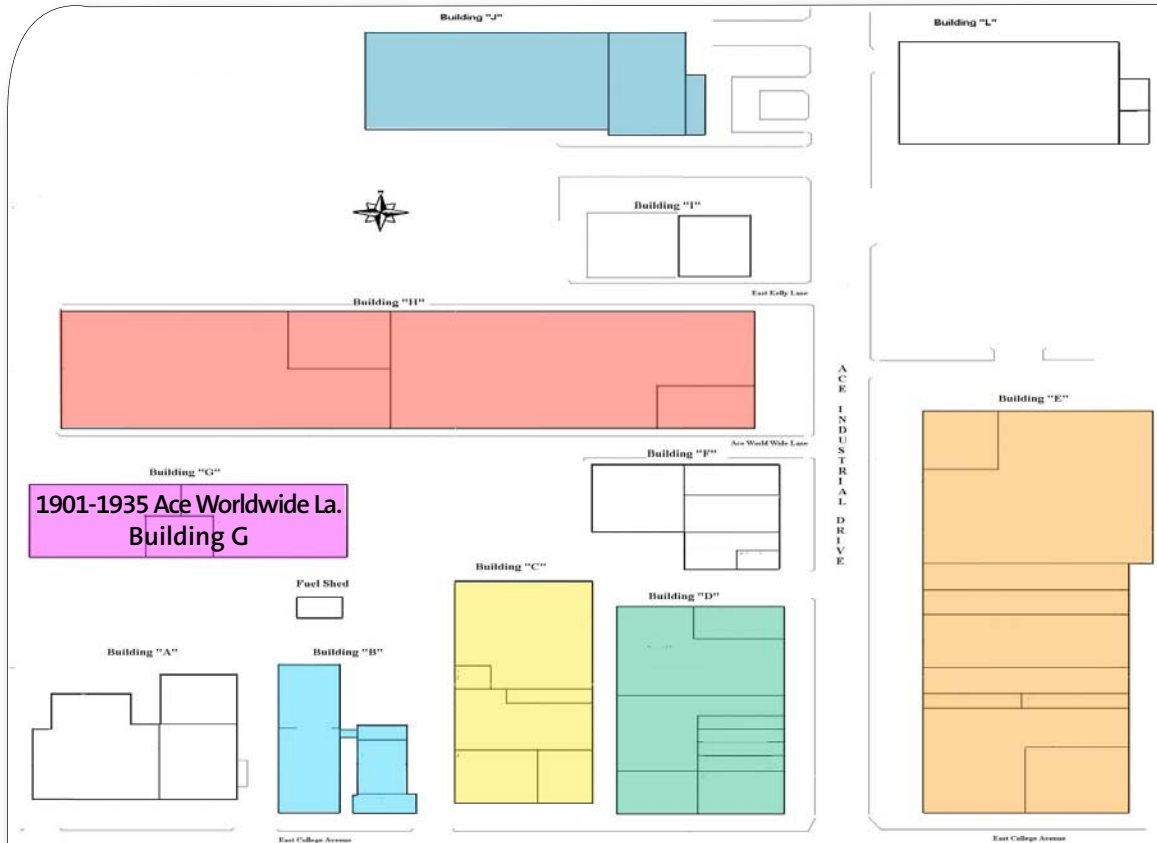 Building "J"
Building "L"
N
Building "I"
East Kelly Lane
Building "H"
ACE INDUSTRIAL DRIVE
Building "E"
Ace World Wide Lane
Building "F"
Building "G"
1901-1935 Ace Worldwide La.
Building G
Building "C"
Fuel Shed
Building "D"
Building "A"
Building "B"
East College Avenue
East College Avenue